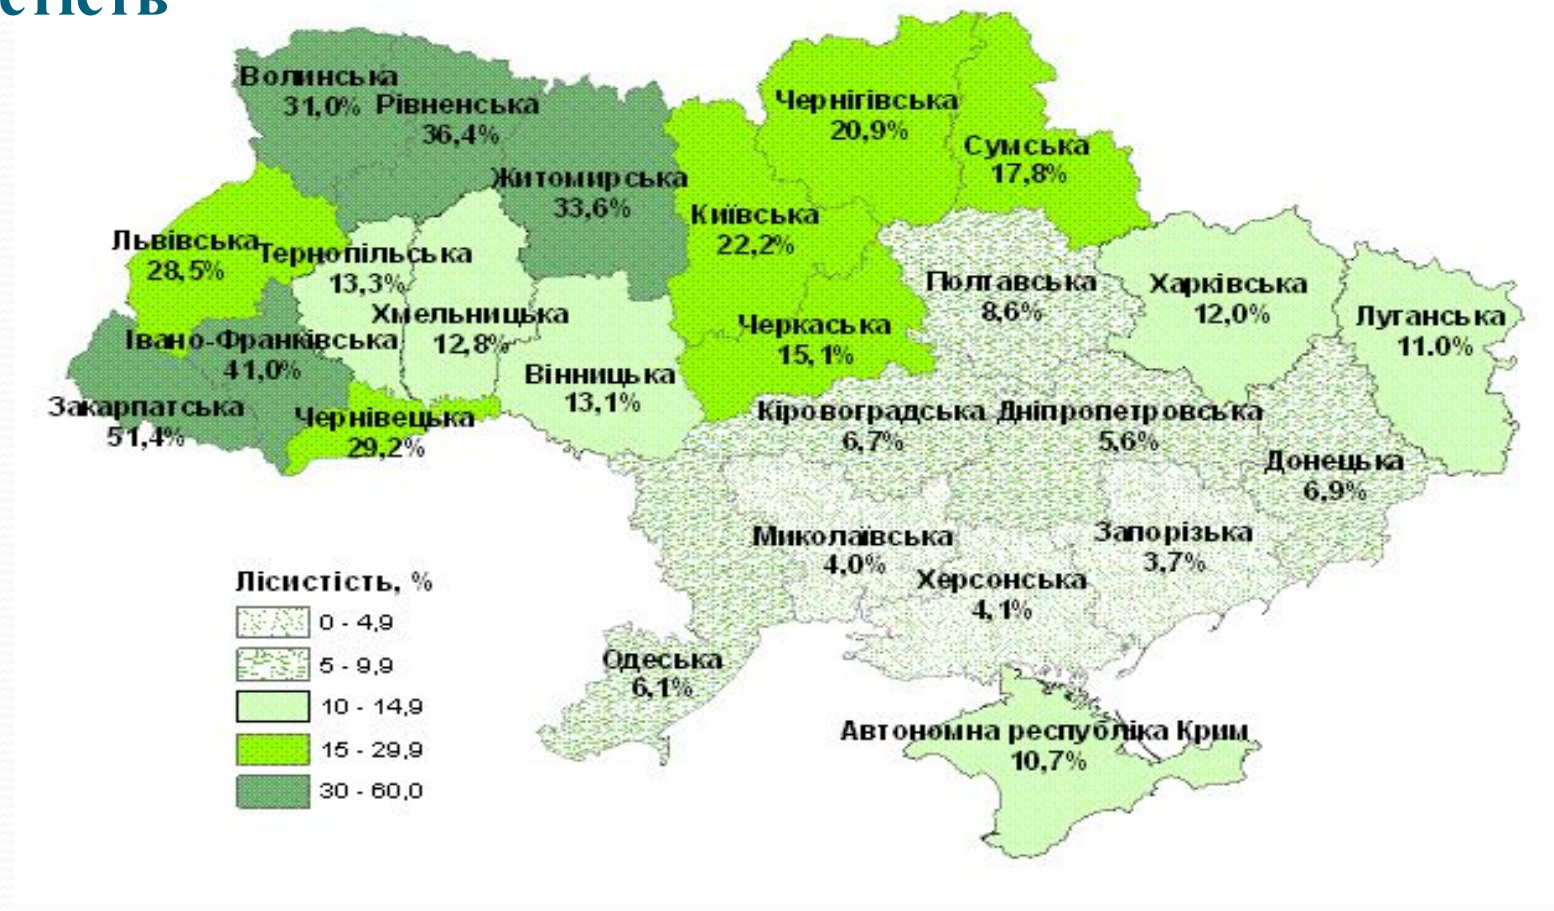 стість
Волинська
31,0%
Рівненська
36,4%
Житомирська
33,6%
Чернігівська
20,9%
Сумська
17,8%
Київська
22,2%
Львівська
28,5%
Тернопільська
13,3%
Хмельницька
12,8%
Івано-Франківська
41,0%
Закарпатська
51,4%
Чернівецька
29,2%
Вінницька
13,1%
Черкаська
15,1%
Полтавська
8,6%
Харківська
12,0%
Луганська
11.0%
Кіровоградська
6,7%
Дніпропетровська
5,6%
Донецька
6,9%
Миколаївська
4,0%
Запорізька
3,7%
Херсонська
4,1%
Одеська
6,1%
Автономна республіка Крим
10,7%
Лісистість, %
0 - 4,9
5 - 9,9
10 - 14,9
15 - 29,9
30 - 60,0